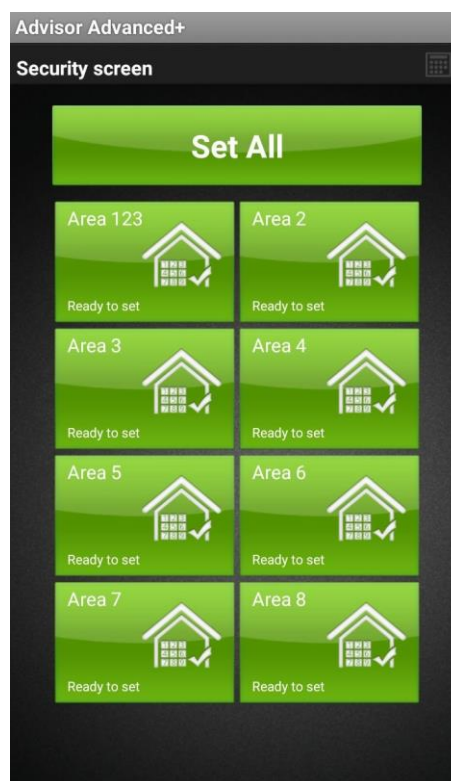 Advisor Advanced+
Security screen
Set All
Area 123
Ready to set
Area 2
Ready to set
Area 3
Ready to set
Area 4
Ready to set
Area 5
Ready to set
Area 6
Ready to set
Area 7
Ready to set
Area 8
Ready to set